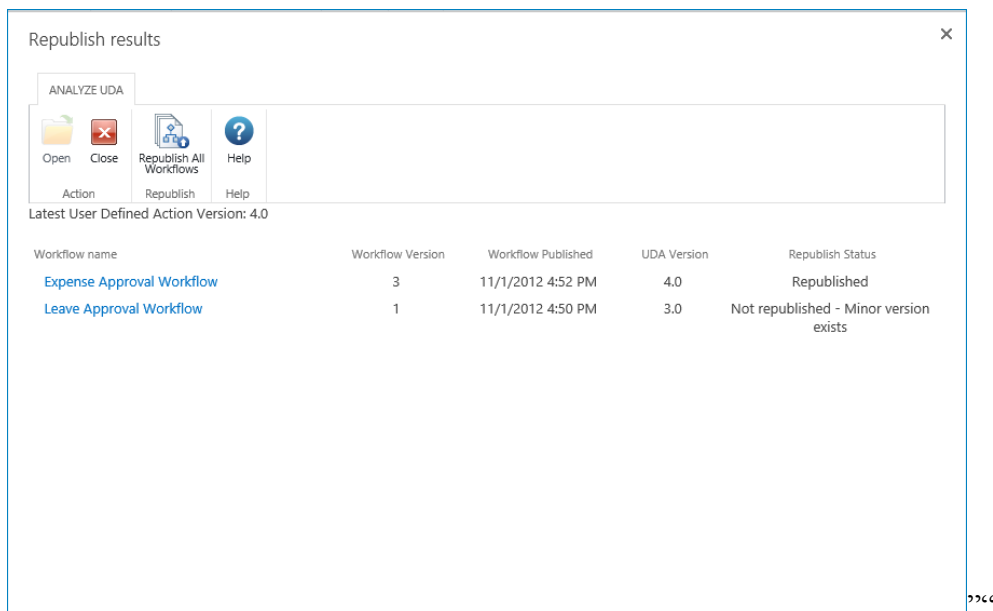 Republish results
ANALYZE UDA
Open Close Republish All Workflows Help
Action Republish Help
Latest User Defined Action Version: 4.0
Workflow name Workflow Version Workflow Published UDA Version Republish Status
Expense Approval Workflow 3 11/1/2012 4:52 PM 4.0 Republished
Leave Approval Workflow 1 11/1/2012 4:50 PM 3.0 Not republished - Minor version
exists
”“